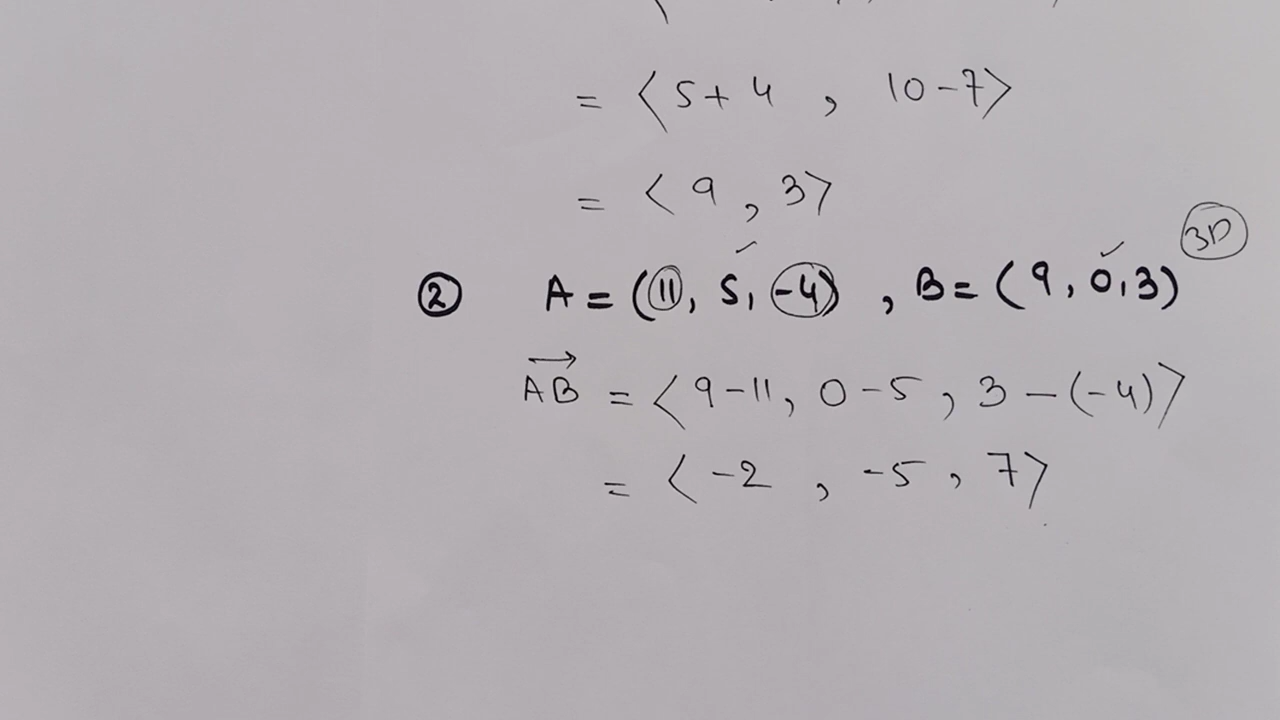 = ⟨5+4 , 10-7⟩
= ⟨9 , 3⟩
3D
② A = (11, 5, -4) , B = (9, 0, 3)
AB = ⟨9-11, 0-5, 3-(-4)⟩
= ⟨-2 , -5 , 7⟩